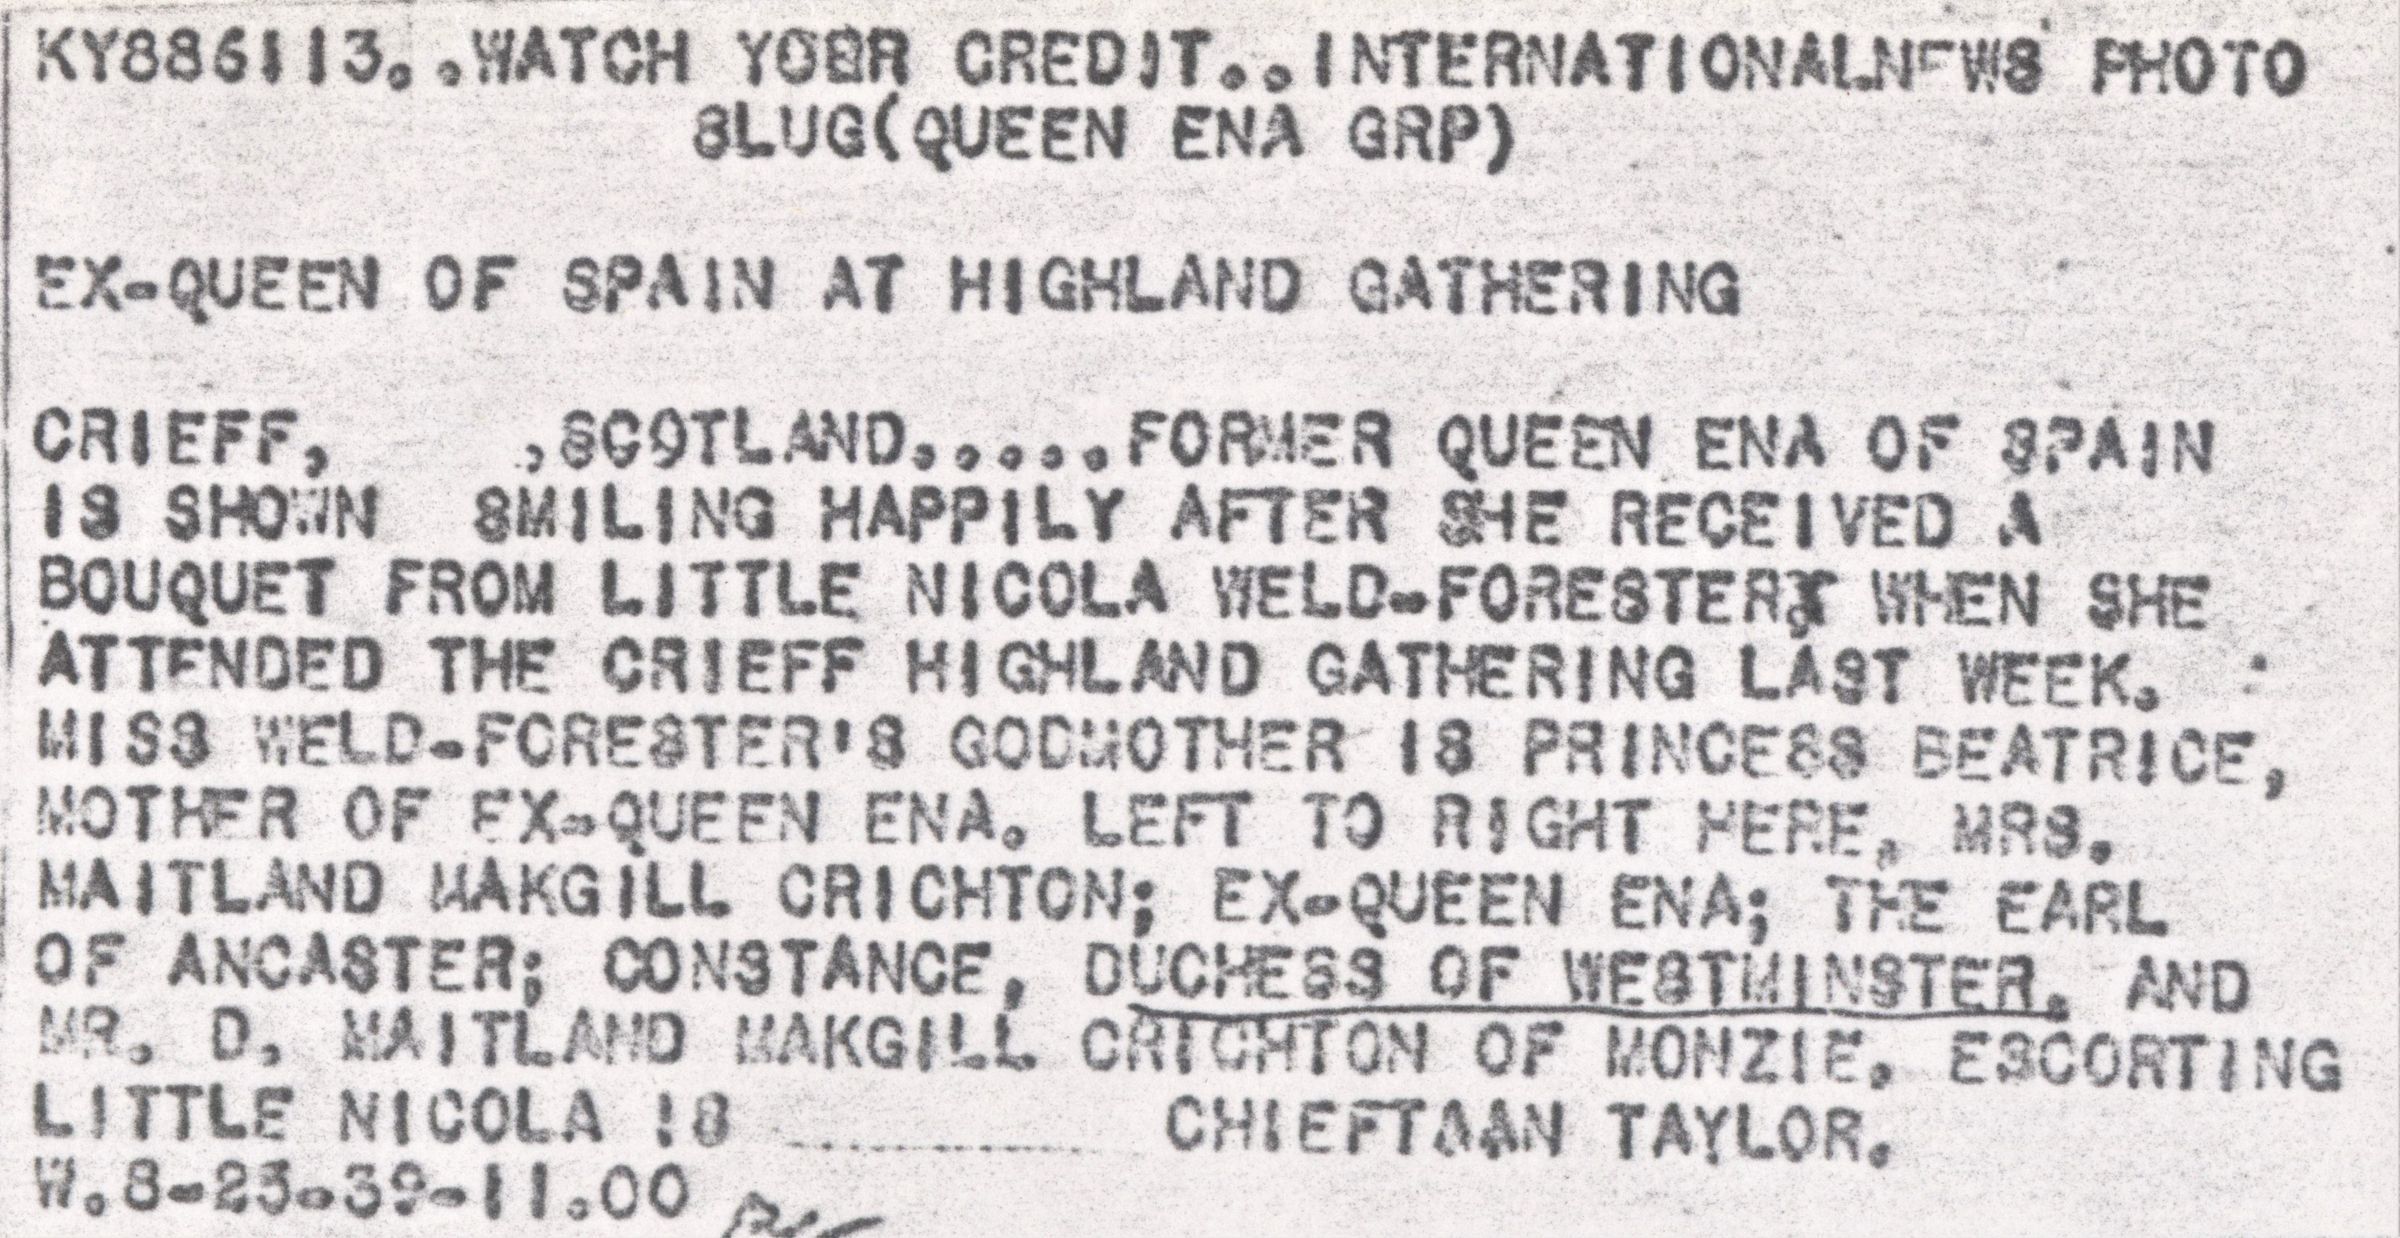 KY886113..WATCH YOUR CREDIT..INTERNATIONALNEWS PHOTO
SLUG(QUEEN ENA GRP)
EX-QUEEN OF SPAIN AT HIGHLAND GATHERING
CRIEFF, ,SCOTLAND.....FORMER QUEEN ENA OF SPAIN
IS SHOWN SMILING HAPPILY AFTER SHE RECEIVED A
BOUQUET FROM LITTLE NICOLA WELD-FORESTER WHEN SHE
ATTENDED THE CRIEFF HIGHLAND GATHERING LAST WEEK.
MISS WELD-FORESTER'S GODMOTHER IS PRINCESS BEATRICE,
MOTHER OF EX-QUEEN ENA. LEFT TO RIGHT HERE, MRS.
MAITLAND MAKGILL CRICHTON; EX-QUEEN ENA; THE EARL
OF ANCASTER; CONSTANCE, DUCHESS OF WESTMINSTER, AND
MR. D. MAITLAND MAKGILL CRICHTON OF MONZIE. ESCORTING
LITTLE NICOLA IS CHIEFTAAN TAYLOR.
W.8-23-39-11.00